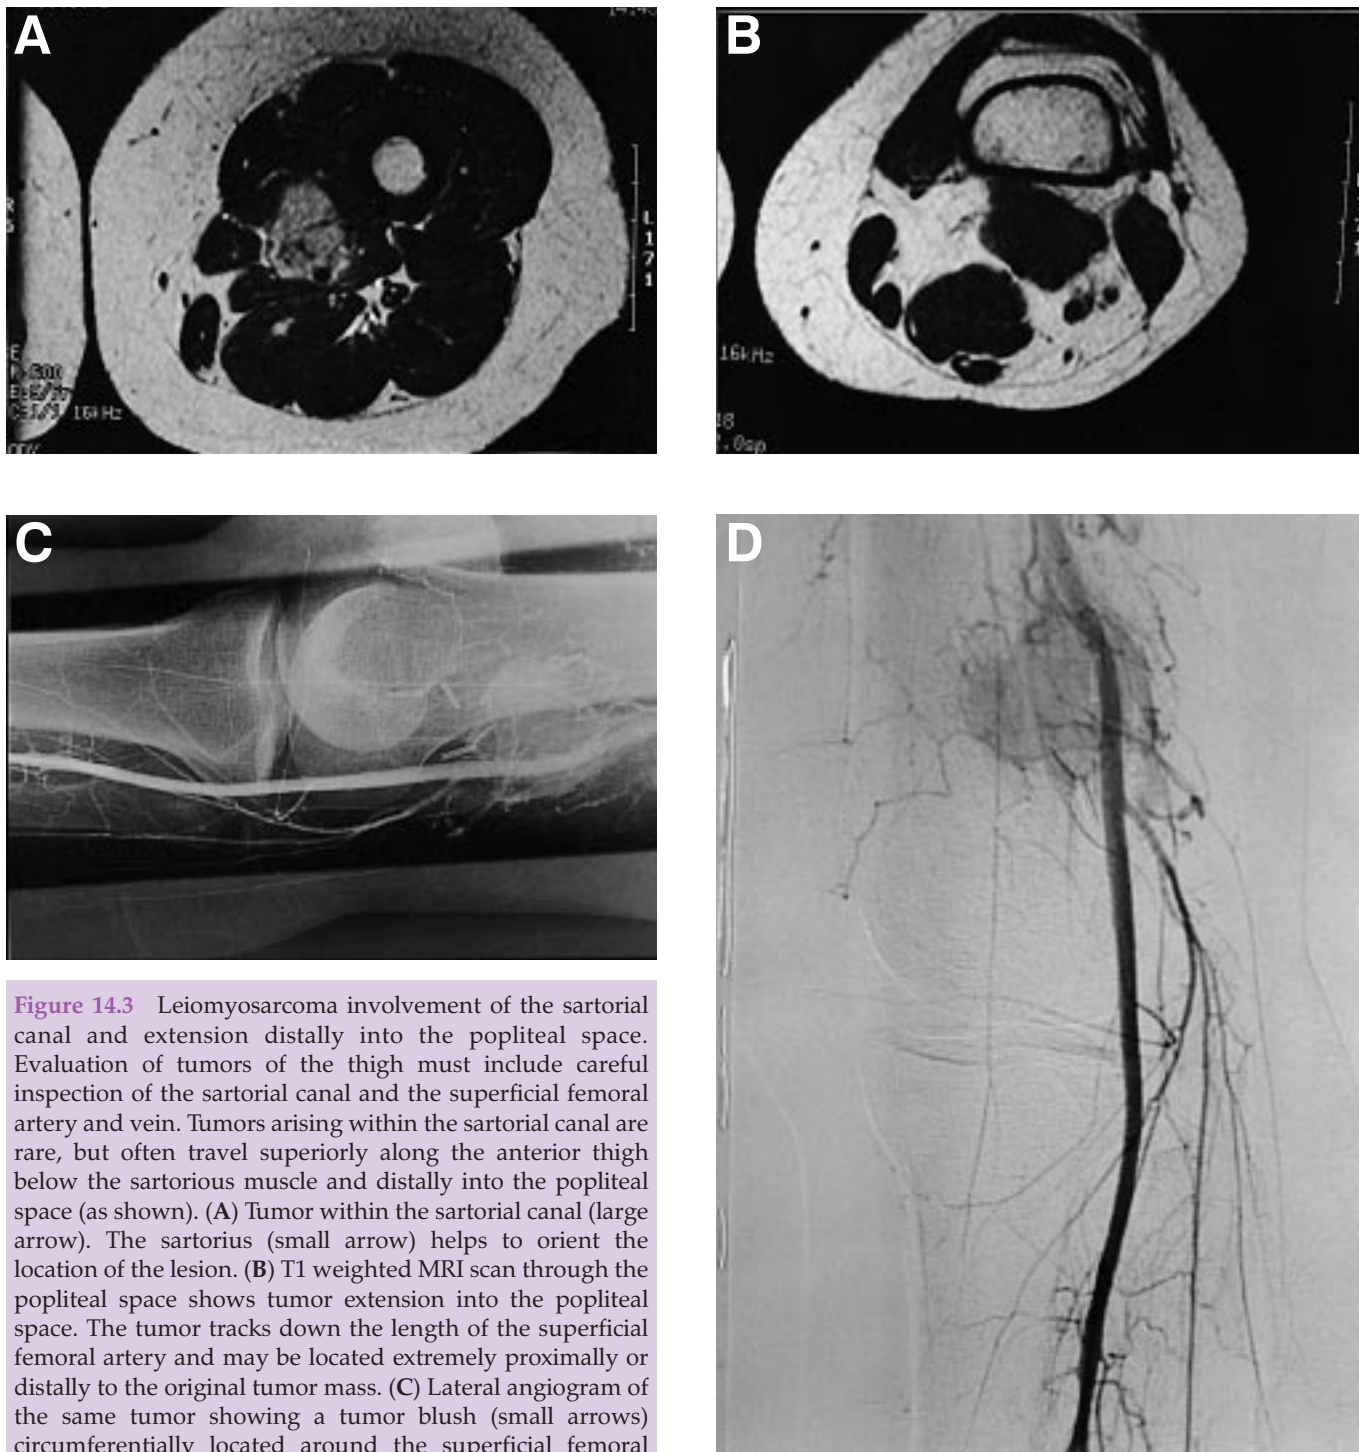 A
L
1
7
1
16kHz
B
16kHz
18
7.0sp
C
D
Figure 14.3 Leiomyosarcoma involvement of the sartorial
canal and extension distally into the popliteal space.
Evaluation of tumors of the thigh must include careful
inspection of the sartorial canal and the superficial femoral
artery and vein. Tumors arising within the sartorial canal are
rare, but often travel superiorly along the anterior thigh
below the sartorious muscle and distally into the popliteal
space (as shown). (A) Tumor within the sartorial canal (large
arrow). The sartorius (small arrow) helps to orient the
location of the lesion. (B) T1 weighted MRI scan through the
popliteal space shows tumor extension into the popliteal
space. The tumor tracks down the length of the superficial
femoral artery and may be located extremely proximally or
distally to the original tumor mass. (C) Lateral angiogram of
the same tumor showing a tumor blush (small arrows)
circumferentially located around the superficial femoral